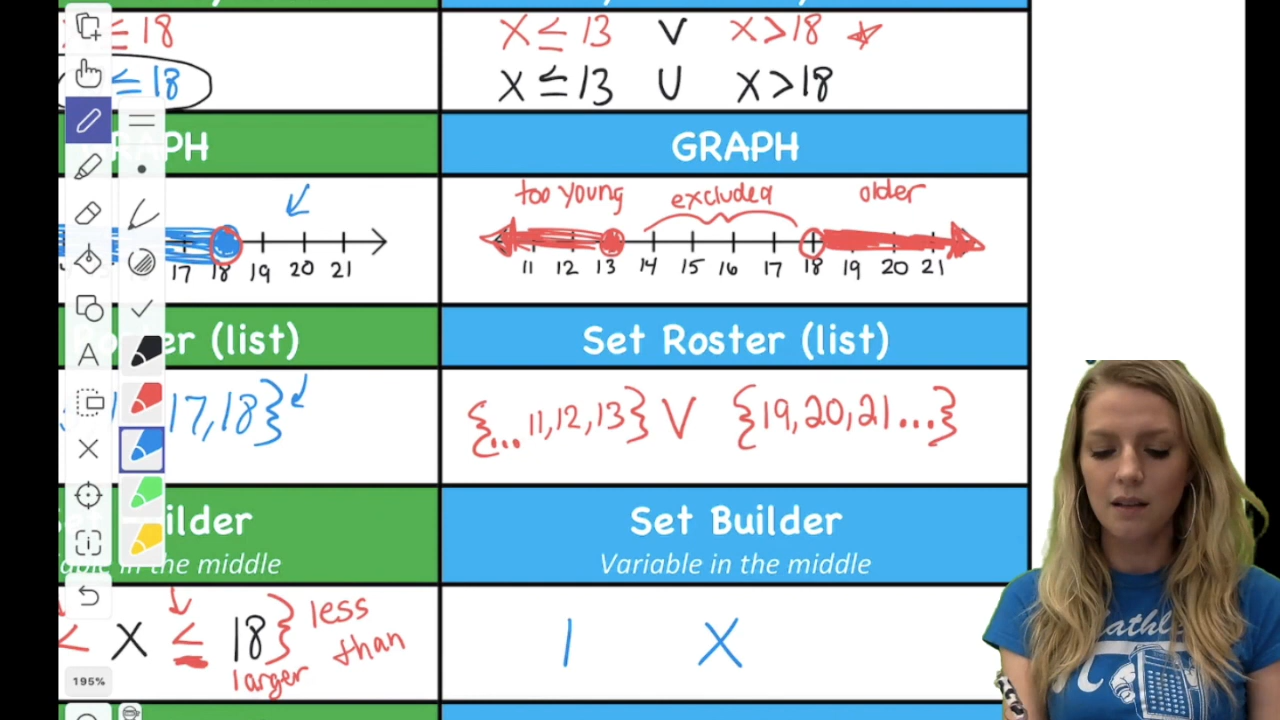 ≤ 18
X ≤ 13 V X > 18
≤ 18
X ≤ 13 U X > 18
GRAPH
GRAPH
17 18 19 20 21
too young excluded older
11 12 13 14 15 16 17 18 19 20 21
er (list)
Set Roster (list)
17, 18}
{... 11, 12, 13} V {19, 20, 21 ...}
ilder
in the middle
Set Builder
Variable in the middle
< X ≤ 18} less than
larger
1 X
A
195%